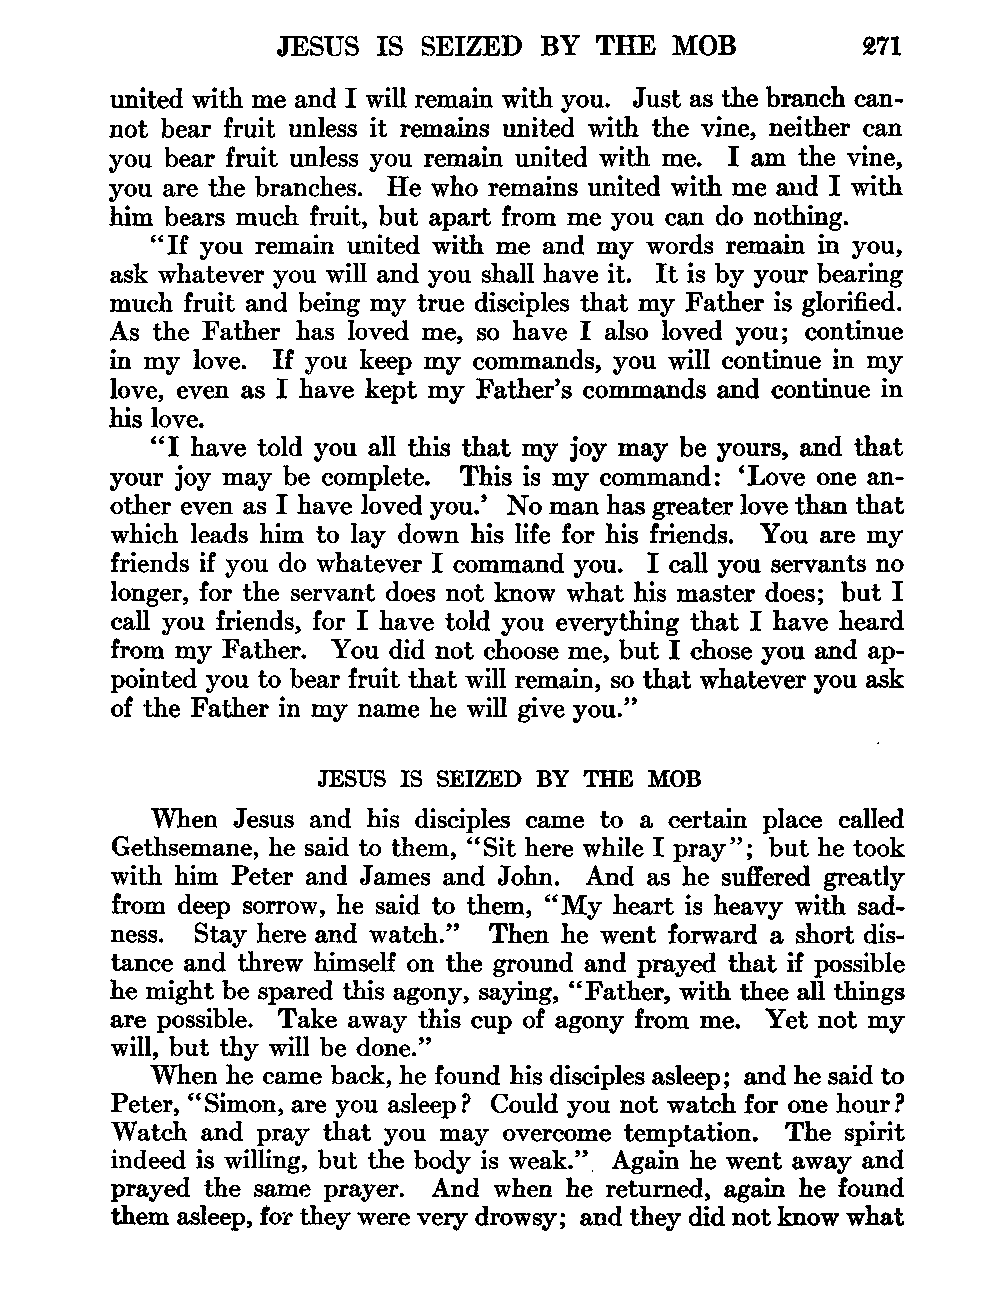 JESUS IS SEIZED BY THE MOB 271
united with me and I will remain with you. Just as the branch can-
not bear fruit unless it remains united with the vine, neither can
you bear fruit unless you remain united with me. I am the vine,
you are the branches. He who remains united with me and I with
him bears much fruit, but apart from me you can do nothing.
“If you remain united with me and my words remain in you,
ask whatever you will and you shall have it. It is by your bearing
much fruit and being my true disciples that my Father is glorified.
As the Father has loved me, so have I also loved you; continue
in my love. If you keep my commands, you will continue in my
love, even as I have kept my Father’s commands and continue in
his love.
“I have told you all this that my joy may be yours, and that
your joy may be complete. This is my command: ‘Love one an-
other even as I have loved you.’ No man has greater love than that
which leads him to lay down his life for his friends. You are my
friends if you do whatever I command you. I call you servants no
longer, for the servant does not know what his master does; but I
call you friends, for I have told you everything that I have heard
from my Father. You did not choose me, but I chose you and ap-
pointed you to bear fruit that will remain, so that whatever you ask
of the Father in my name he will give you.”
JESUS IS SEIZED BY THE MOB
When Jesus and his disciples came to a certain place called
Gethsemane, he said to them, “Sit here while I pray”; but he took
with him Peter and James and John. And as he suffered greatly
from deep sorrow, he said to them, “My heart is heavy with sad-
ness. Stay here and watch.” Then he went forward a short dis-
tance and threw himself on the ground and prayed that if possible
he might be spared this agony, saying, “Father, with thee all things
are possible. Take away this cup of agony from me. Yet not my
will, but thy will be done.”
When he came back, he found his disciples asleep; and he said to
Peter, “Simon, are you asleep? Could you not watch for one hour?
Watch and pray that you may overcome temptation. The spirit
indeed is willing, but the body is weak.” Again he went away and
prayed the same prayer. And when he returned, again he found
them asleep, for they were very drowsy; and they did not know what